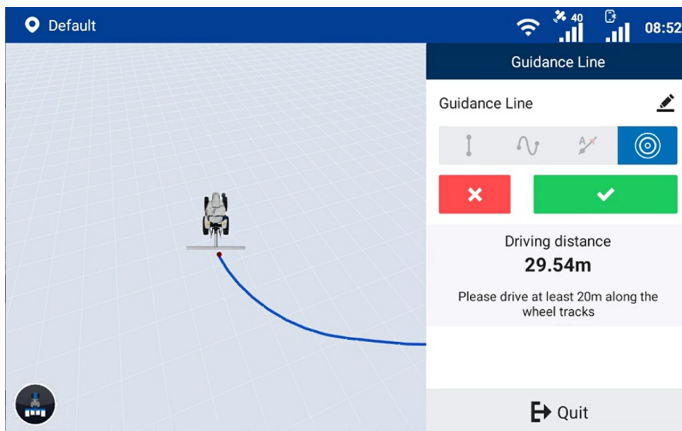 Default
40
08:52
Guidance Line
Guidance Line
A
Driving distance
29.54m
Please drive at least 20m along the
wheel tracks
Quit